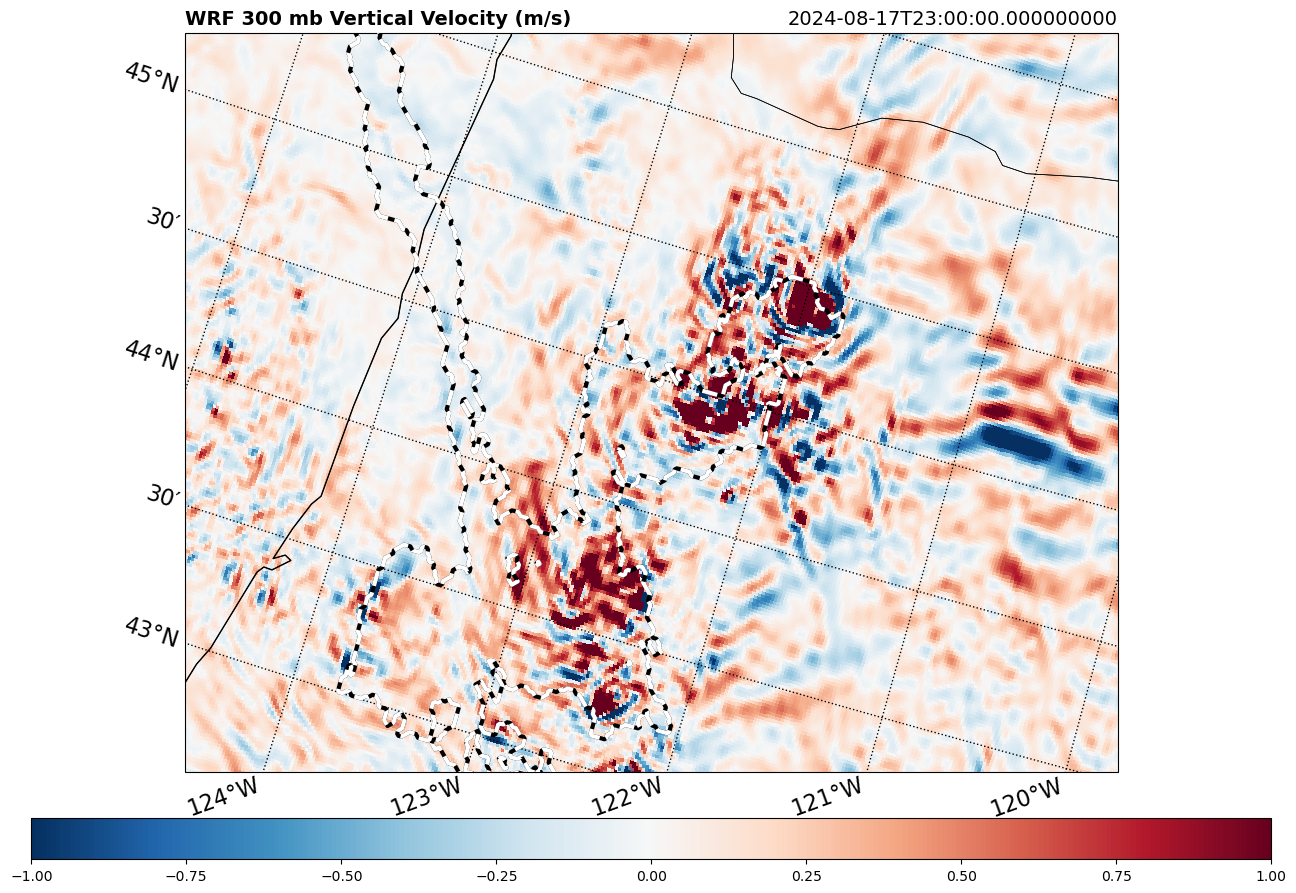 WRF 300 mb Vertical Velocity (m/s) 2024-08-17T23:00:00.000000000
45°N
30′
44°N
30′
43°N
124°W 123°W 122°W 121°W 120°W
−1.00 −0.75 −0.50 −0.25 0.00 0.25 0.50 0.75 1.00